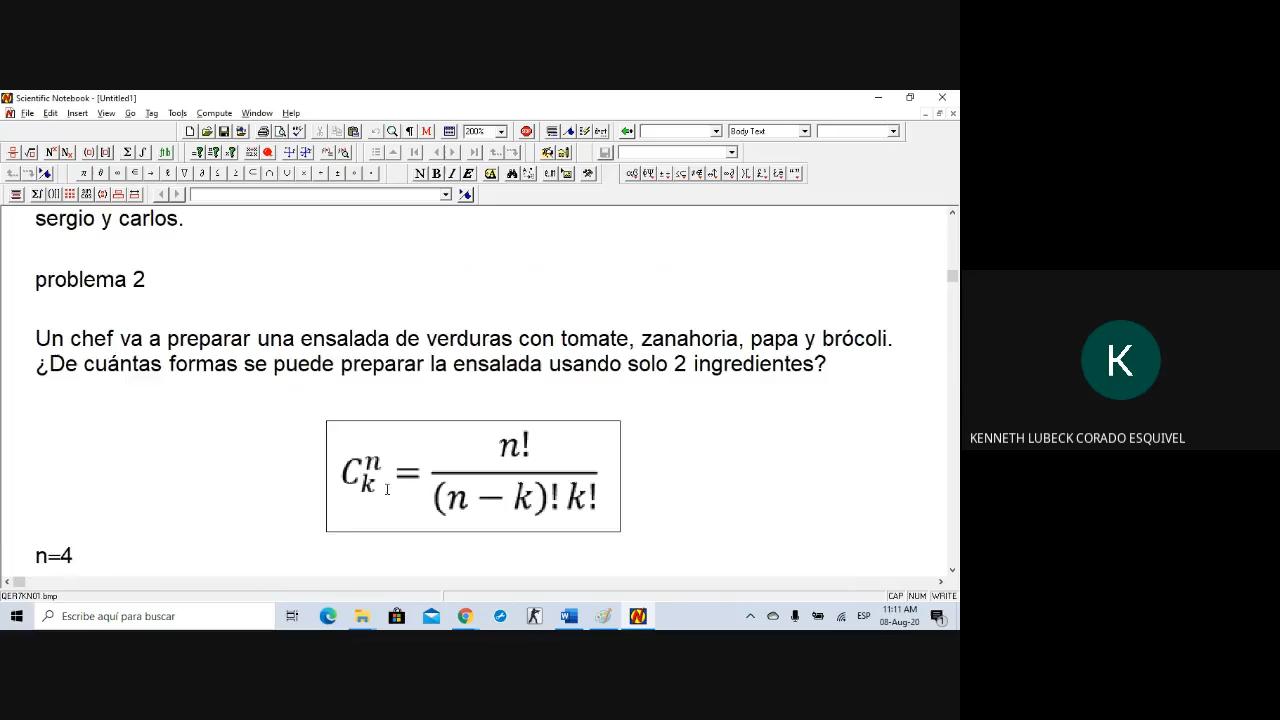 Scientific Notebook - [Untitled1]
File Edit Insert View Go Tag Tools Compute Window Help
200% Body Text
N B I E
sergio y carlos.
problema 2
Un chef va a preparar una ensalada de verduras con tomate, zanahoria, papa y brócoli.
¿De cuántas formas se puede preparar la ensalada usando solo 2 ingredientes?
C^n_k = n! / (n − k)! k!
n=4
QER7KN01.bmp CAP NUM WRITE
Escribe aquí para buscar
ESP
11:11 AM
08-Aug-20
K
KENNETH LUBECK CORADO ESQUIVEL